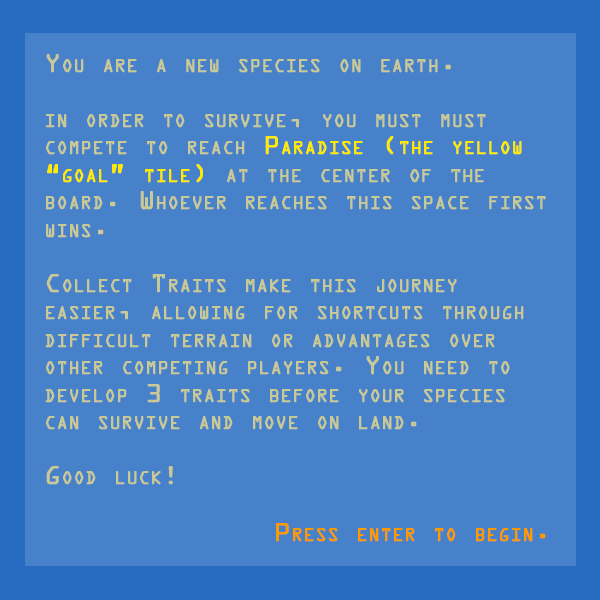 You are a new species on earth.
in order to survive, you must must
compete to reach Paradise (the yellow
"goal" tile) at the center of the
board. Whoever reaches this space first
wins.
Collect Traits make this journey
easier, allowing for shortcuts through
difficult terrain or advantages over
other competing players. You need to
develop 3 traits before your species
can survive and move on land.
Good luck!
Press enter to begin.